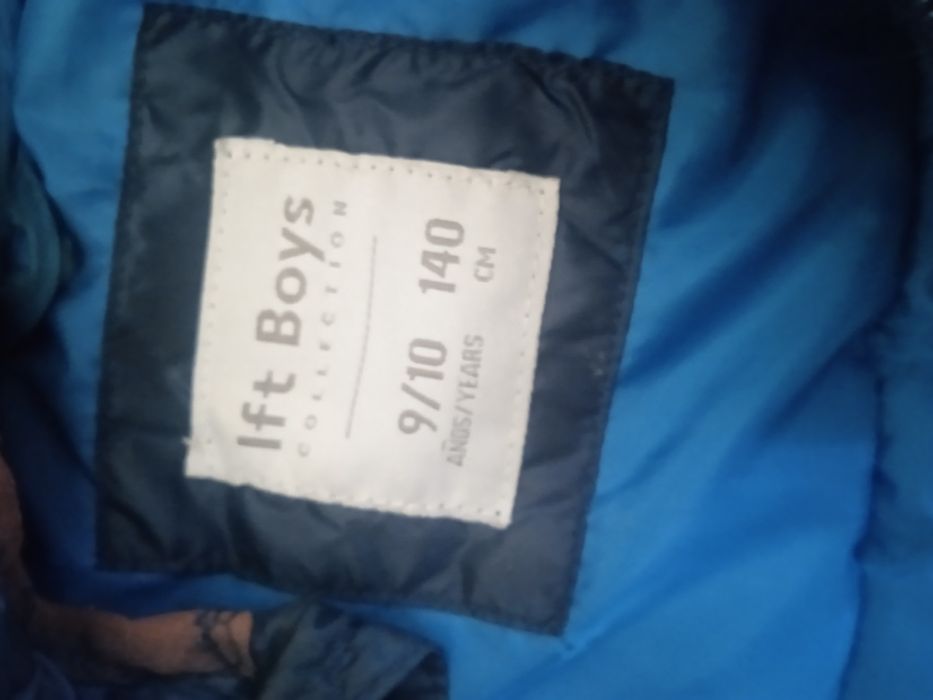 lft Boys
COLLECTION
9/10 140
AÑOS/YEARS CM